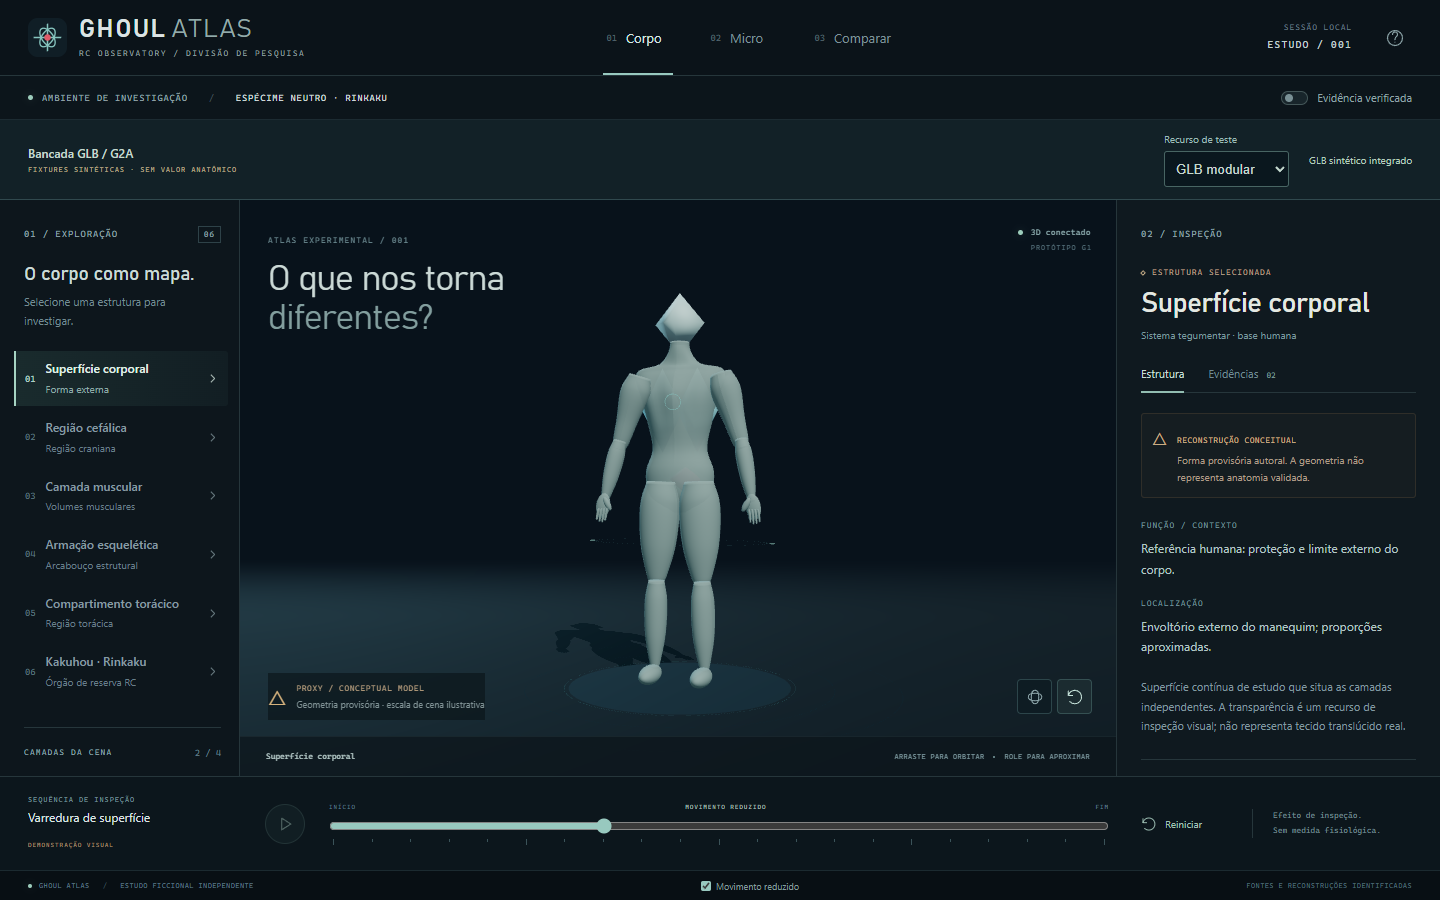 GHOUL ATLAS
RC OBSERVATORY / DIVISÃO DE PESQUISA
01 Corpo
02 Micro
03 Comparar
SESSÃO LOCAL
ESTUDO / 001
AMBIENTE DE INVESTIGAÇÃO / ESPÉCIME NEUTRO · RINKAKU
Evidência verificada
Bancada GLB / G2A
FIXTURES SINTÉTICAS · SEM VALOR ANATÔMICO
Recurso de teste
GLB modular
GLB sintético integrado
01 / EXPLORAÇÃO
06
O corpo como mapa.
Selecione uma estrutura para
investigar.
01 Superfície corporal
Forma externa
02 Região cefálica
Região craniana
03 Camada muscular
Volumes musculares
04 Armação esquelética
Arcabouço estrutural
05 Compartimento torácico
Região torácica
06 Kakuhou · Rinkaku
Órgão de reserva RC
CAMADAS DA CENA 2 / 4
ATLAS EXPERIMENTAL / 001
O que nos torna
diferentes?
3D conectado
PROTÓTIPO G1
PROXY / CONCEPTUAL MODEL
Geometria provisória · escala de cena ilustrativa
Superfície corporal
ARRASTE PARA ORBITAR · ROLE PARA APROXIMAR
02 / INSPEÇÃO
ESTRUTURA SELECIONADA
Superfície corporal
Sistema tegumentar · base humana
Estrutura
Evidências 02
RECONSTRUÇÃO CONCEITUAL
Forma provisória autoral. A geometria não
representa anatomia validada.
FUNÇÃO / CONTEXTO
Referência humana: proteção e limite externo do
corpo.
LOCALIZAÇÃO
Envoltório externo do manequim; proporções
aproximadas.
Superfície contínua de estudo que situa as camadas
independentes. A transparência é um recurso de
inspeção visual; não representa tecido translúcido real.
SEQUÊNCIA DE INSPEÇÃO
Varredura de superfície
DEMONSTRAÇÃO VISUAL
INÍCIO
MOVIMENTO REDUZIDO
FIM
Reiniciar
Efeito de inspeção.
Sem medida fisiológica.
GHOUL ATLAS / ESTUDO FICCIONAL INDEPENDENTE
Movimento reduzido
FONTES E RECONSTRUÇÕES IDENTIFICADAS